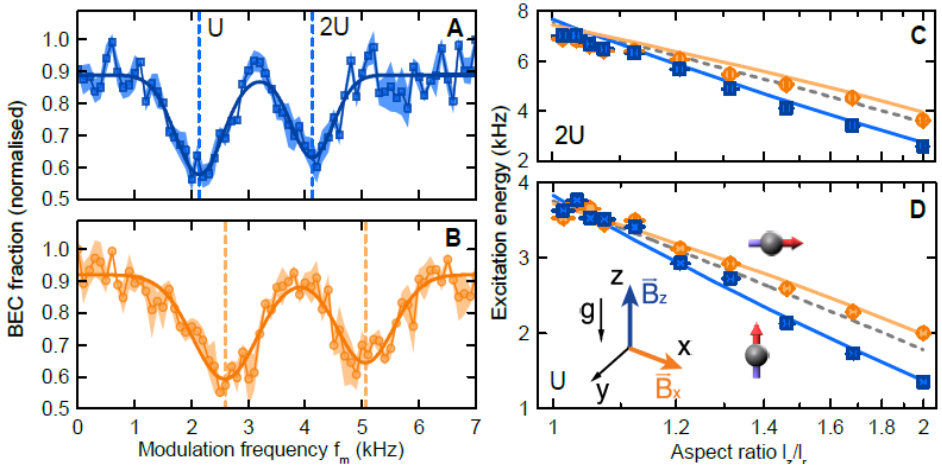 U
2U
A
1.0
0.9
0.8
0.7
0.6
0.5
B
1.0
0.9
0.8
0.7
0.6
0.5
BEC fraction (normalised)
0 1 2 3 4 5 6 7
Modulation frequency f_m (kHz)
C
8
6
4
2
2U
D
4
3
2
1
Excitation energy (kHz)
z
B_z
g
x
y
B_x
U
1 1.2 1.4 1.6 1.8 2
Aspect ratio l_z/l_r